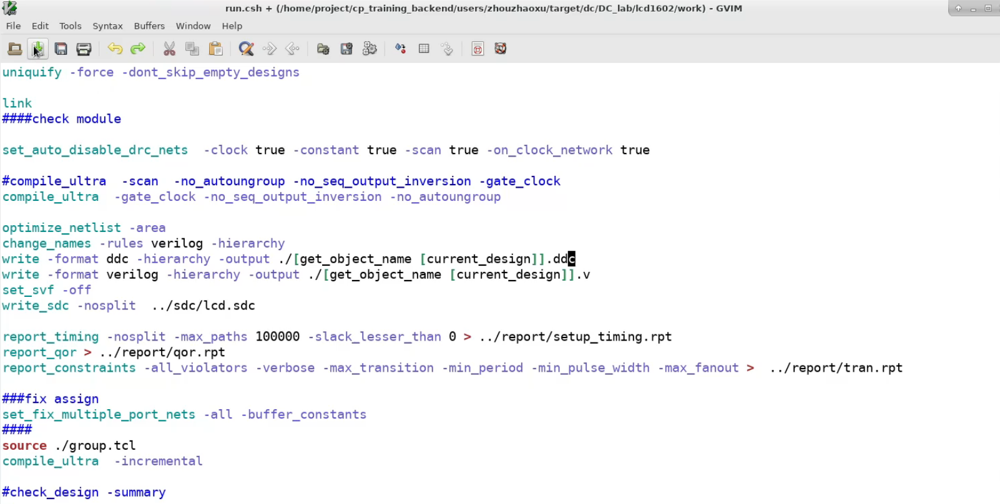 run.csh + (/home/project/cp_training_backend/users/zhouzhaoxu/target/dc/DC_lab/lcd1602/work) - GVIM
File Edit Tools Syntax Buffers Window Help
uniquify -force -dont_skip_empty_designs
link
####check module
set_auto_disable_drc_nets  -clock true -constant true -scan true -on_clock_network true
#compile_ultra  -scan  -no_autoungroup -no_seq_output_inversion -gate_clock
compile_ultra  -gate_clock -no_seq_output_inversion -no_autoungroup
optimize_netlist -area
change_names -rules verilog -hierarchy
write -format ddc -hierarchy -output ./[get_object_name [current_design]].ddc
write -format verilog -hierarchy -output ./[get_object_name [current_design]].v
set_svf -off
write_sdc -nosplit  ../sdc/lcd.sdc
report_timing -nosplit -max_paths 100000 -slack_lesser_than 0 > ../report/setup_timing.rpt
report_qor > ../report/qor.rpt
report_constraints -all_violators -verbose -max_transition -min_period -min_pulse_width -max_fanout >  ../report/tran.rpt
###fix assign
set_fix_multiple_port_nets -all -buffer_constants
####
source ./group.tcl
compile_ultra  -incremental
#check_design -summary